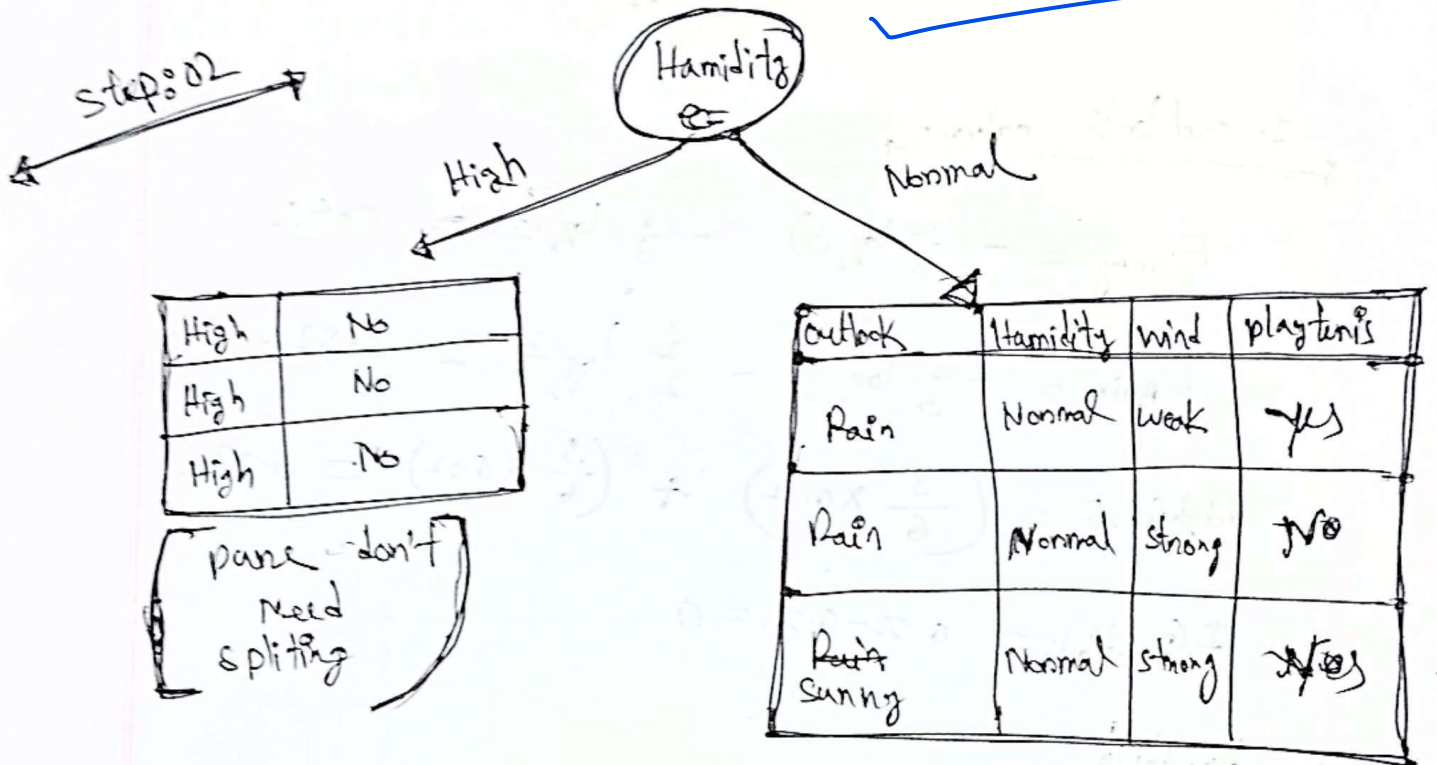 Step: 02
Hamidity
High
Normal
High No
High No
High No
pure don't
Need
spliting
outlook Hamidity wind playtenis
Rain Normal weak yes
Rain Normal strong No
Rain
sunny Normal strong Yes